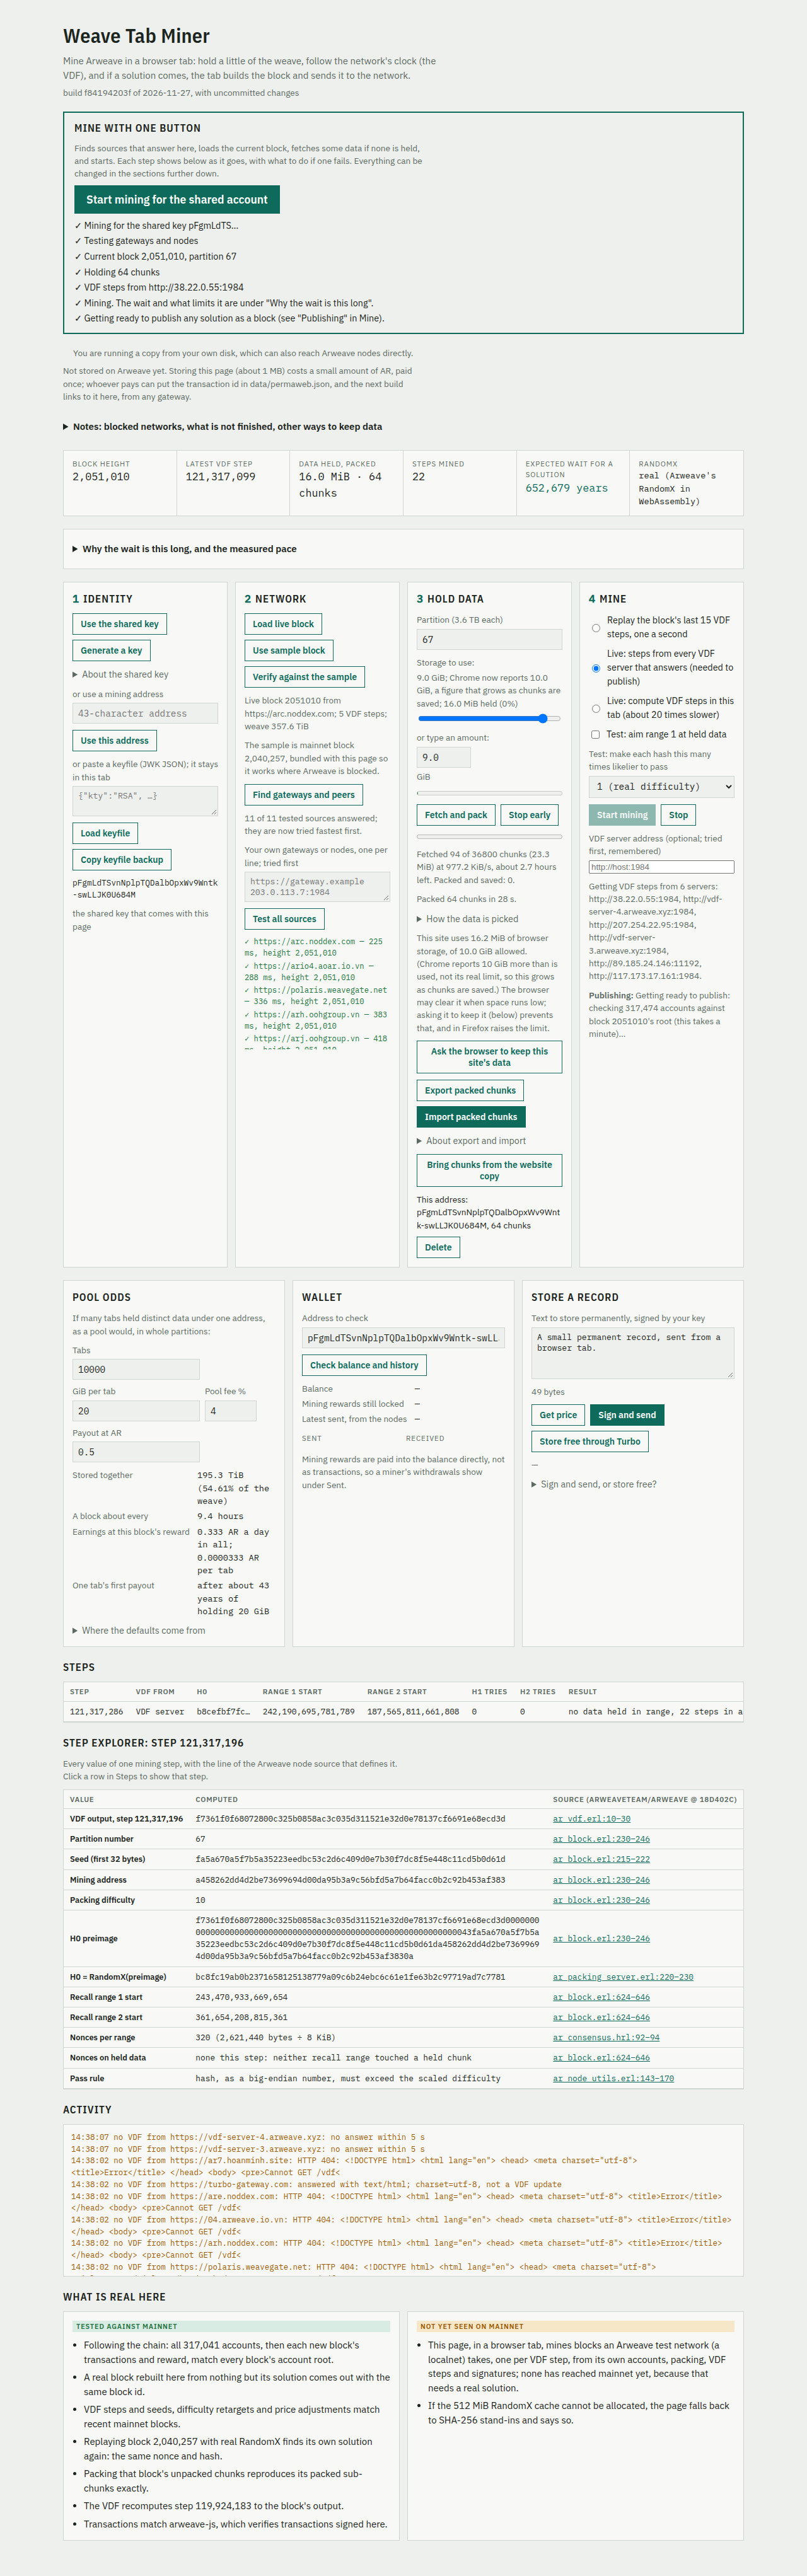 Weave Tab Miner
Mine Arweave in a browser tab: hold a little of the weave, follow the network's clock (the
VDF), and if a solution comes, the tab builds the block and sends it to the network.
build f84194203f of 2026-11-27, with uncommitted changes
MINE WITH ONE BUTTON
Finds sources that answer here, loads the current block, fetches some data if none is held,
and starts. Each step shows below as it goes, with what to do if one fails. Everything can be
changed in the sections further down.
Start mining for the shared account
✓ Mining for the shared key pFgmLdTS…
✓ Testing gateways and nodes
✓ Current block 2,051,010, partition 67
✓ Holding 64 chunks
✓ VDF steps from http://38.22.0.55:1984
✓ Mining. The wait and what limits it are under "Why the wait is this long".
✓ Getting ready to publish any solution as a block (see "Publishing" in Mine).
You are running a copy from your own disk, which can also reach Arweave nodes directly.
Not stored on Arweave yet. Storing this page (about 1 MB) costs a small amount of AR, paid
once; whoever pays can put the transaction id in data/permaweb.json, and the next build
links to it here, from any gateway.
▶ Notes: blocked networks, what is not finished, other ways to keep data
BLOCK HEIGHT
2,051,010
LATEST VDF STEP
121,317,099
DATA HELD, PACKED
16.0 MiB · 64
chunks
STEPS MINED
22
EXPECTED WAIT FOR A
SOLUTION
652,679 years
RANDOMX
real (Arweave's
RandomX in
WebAssembly)
▶ Why the wait is this long, and the measured pace
1 IDENTITY
Use the shared key
Generate a key
▶ About the shared key
or use a mining address
43-character address
Use this address
or paste a keyfile (JWK JSON); it stays
in this tab
{"kty":"RSA", …}
Load keyfile
Copy keyfile backup
pFgmLdTSvnNplpTQDalbOpxWv9Wntk
-swLLJK0U684M
the shared key that comes with this
page
2 NETWORK
Load live block
Use sample block
Verify against the sample
Live block 2051010 from
https://arc.noddex.com; 5 VDF steps;
weave 357.6 TiB
The sample is mainnet block
2,040,257, bundled with this page so
it works where Arweave is blocked.
Find gateways and peers
11 of 11 tested sources answered;
they are now tried fastest first.
Your own gateways or nodes, one per
line; tried first
https://gateway.example
203.0.113.7:1984
Test all sources
✓ https://arc.noddex.com — 225
ms, height 2,051,010
✓ https://ario4.aoar.io.vn —
288 ms, height 2,051,010
✓ https://polaris.weavegate.net
— 336 ms, height 2,051,010
✓ https://arh.oohgroup.vn — 383
ms, height 2,051,010
✓ https://arj.oohgroup.vn — 418
3 HOLD DATA
Partition (3.6 TB each)
67
Storage to use:
9.0 GiB; Chrome now reports 10.0
GiB, a figure that grows as chunks are
saved; 16.0 MiB held (0%)
or type an amount:
9.0
GiB
Fetch and pack
Stop early
Fetched 94 of 36800 chunks (23.3
MiB) at 977.2 KiB/s, about 2.7 hours
left. Packed and saved: 0.
Packed 64 chunks in 28 s.
▶ How the data is picked
This site uses 16.2 MiB of browser
storage, of 10.0 GiB allowed.
(Chrome reports 10 GiB more than is
used, not its real limit, so this grows
as chunks are saved.) The browser
may clear it when space runs low;
asking it to keep it (below) prevents
that, and in Firefox raises the limit.
Ask the browser to keep this
site's data
Export packed chunks
Import packed chunks
▶ About export and import
Bring chunks from the website
copy
This address:
pFgmLdTSvnNplpTQDalbOpxWv9Wnt
k-swLLJK0U684M, 64 chunks
Delete
4 MINE
Replay the block's last 15 VDF
steps, one a second
Live: steps from every VDF
server that answers (needed to
publish)
Live: compute VDF steps in this
tab (about 20 times slower)
Test: aim range 1 at held data
Test: make each hash this many
times likelier to pass
1 (real difficulty)
Start mining
Stop
VDF server address (optional; tried
first, remembered)
http://host:1984
Getting VDF steps from 6 servers:
http://38.22.0.55:1984, http://vdf-
server-4.arweave.xyz:1984,
http://207.254.22.95:1984,
http://vdf-server-
3.arweave.xyz:1984,
http://89.185.24.146:11192,
http://117.173.17.161:1984.
Publishing: Getting ready to publish:
checking 317,474 accounts against
block 2051010's root (this takes a
minute)…
POOL ODDS
If many tabs held distinct data under one address,
as a pool would, in whole partitions:
Tabs
10000
GiB per tab
Pool fee %
20
4
Payout at AR
0.5
Stored together
195.3 TiB
(54.61% of the
weave)
A block about every
9.4 hours
Earnings at this block's reward
0.333 AR a day
in all;
0.0000333 AR
per tab
One tab's first payout
after about 43
years of
holding 20 GiB
▶ Where the defaults come from
WALLET
Address to check
pFgmLdTSvnNplpTQDalbOpxWv9Wntk-swLL
Check balance and history
Balance —
Mining rewards still locked —
Latest sent, from the nodes —
SENT RECEIVED
Mining rewards are paid into the balance directly, not
as transactions, so a miner's withdrawals show
under Sent.
STORE A RECORD
Text to store permanently, signed by your key
A small permanent record, sent from a
browser tab.
49 bytes
Get price
Sign and send
Store free through Turbo
—
▶ Sign and send, or store free?
STEPS
STEP VDF FROM H0 RANGE 1 START RANGE 2 START H1 TRIES H2 TRIES RESULT
121,317,286 VDF server b8cefbf7fc… 242,190,695,781,789 187,565,811,661,808 0 0 no data held in range, 22 steps in a
STEP EXPLORER: STEP 121,317,196
Every value of one mining step, with the line of the Arweave node source that defines it.
Click a row in Steps to show that step.
VALUE COMPUTED SOURCE (ARWEAVETEAM/ARWEAVE @ 18D402C)
VDF output, step 121,317,196 f7361f0f68072800c325b0858ac3c035d311521e32d0e78137cf6691e68ecd3d ar_vdf.erl:10–30
Partition number 67 ar_block.erl:230–246
Seed (first 32 bytes) fa5a670a5f7b5a35223eedbc53c2d6c409d0e7b30f7dc8f5e448c11cd5b0d61d ar_block.erl:215–222
Mining address a458262dd4d2be73699694d00da95b3a9c56bfd5a7b64facc0b2c92b453af383 ar_block.erl:230–246
Packing difficulty 10 ar_block.erl:230–246
H0 preimage
f7361f0f68072800c325b0858ac3c035d311521e32d0e78137cf6691e68ecd3d0000000
000000000000000000000000000000000000000000000000000000043fa5a670a5f7b5a
35223eedbc53c2d6c409d0e7b30f7dc8f5e448c11cd5b0d61da458262dd4d2be7369969
4d00da95b3a9c56bfd5a7b64facc0b2c92b453af3830a
ar_block.erl:230–246
H0 = RandomX(preimage) bc8fc19ab0b2371658125138779a09c6b24ebc6c61e1fe63b2c97719ad7c7781 ar_packing_server.erl:220–230
Recall range 1 start 243,470,933,669,654 ar_block.erl:624–646
Recall range 2 start 361,654,208,815,361 ar_block.erl:624–646
Nonces per range 320 (2,621,440 bytes ÷ 8 KiB) ar_consensus.hrl:92–94
Nonces on held data none this step: neither recall range touched a held chunk ar_block.erl:624–646
Pass rule hash, as a big-endian number, must exceed the scaled difficulty ar_node_utils.erl:143–170
ACTIVITY
14:38:07 no VDF from https://vdf-server-4.arweave.xyz: no answer within 5 s
14:38:07 no VDF from https://vdf-server-3.arweave.xyz: no answer within 5 s
14:38:02 no VDF from https://ar7.hoanminh.site: HTTP 404: <!DOCTYPE html> <html lang="en"> <head> <meta charset="utf-8">
<title>Error</title> </head> <body> <pre>Cannot GET /vdf<
14:38:02 no VDF from https://turbo-gateway.com: answered with text/html; charset=utf-8, not a VDF update
14:38:02 no VDF from https://are.noddex.com: HTTP 404: <!DOCTYPE html> <html lang="en"> <head> <meta charset="utf-8"> <title>Error</title>
</head> <body> <pre>Cannot GET /vdf<
14:38:02 no VDF from https://04.arweave.io.vn: HTTP 404: <!DOCTYPE html> <html lang="en"> <head> <meta charset="utf-8"> <title>Error</title>
</head> <body> <pre>Cannot GET /vdf<
14:38:02 no VDF from https://arh.noddex.com: HTTP 404: <!DOCTYPE html> <html lang="en"> <head> <meta charset="utf-8"> <title>Error</title>
</head> <body> <pre>Cannot GET /vdf<
14:38:02 no VDF from https://polaris.weavegate.net: HTTP 404: <!DOCTYPE html> <html lang="en"> <head> <meta charset="utf-8">
WHAT IS REAL HERE
TESTED AGAINST MAINNET
• Following the chain: all 317,041 accounts, then each new block's
transactions and reward, match every block's account root.
• A real block rebuilt here from nothing but its solution comes out with the
same block id.
• VDF steps and seeds, difficulty retargets and price adjustments match
recent mainnet blocks.
• Replaying block 2,040,257 with real RandomX finds its own solution
again: the same nonce and hash.
• Packing that block's unpacked chunks reproduces its packed sub-
chunks exactly.
• The VDF recomputes step 119,924,183 to the block's output.
• Transactions match arweave-js, which verifies transactions signed here.
NOT YET SEEN ON MAINNET
• This page, in a browser tab, mines blocks an Arweave test network (a
localnet) takes, one per VDF step, from its own accounts, packing, VDF
steps and signatures; none has reached mainnet yet, because that
needs a real solution.
• If the 512 MiB RandomX cache cannot be allocated, the page falls back
to SHA-256 stand-ins and says so.